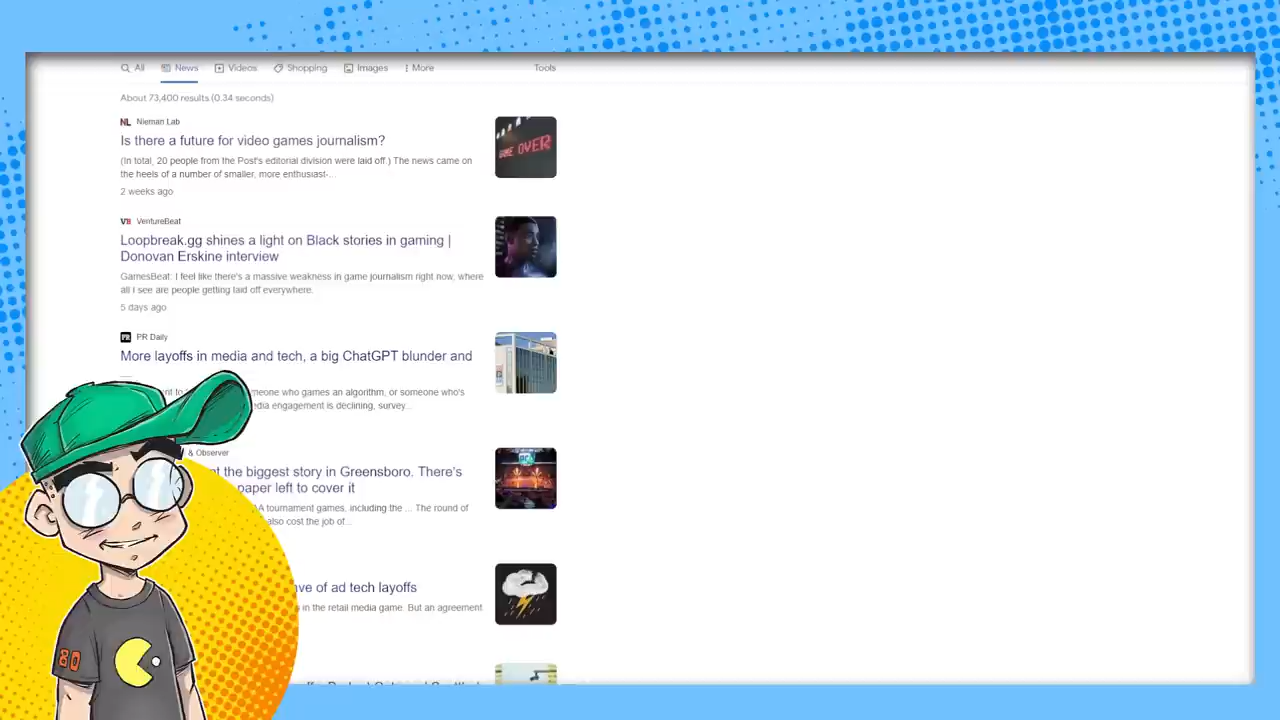 All News Videos Shopping Images More Tools
About 73,400 results (0.34 seconds)
NL Nieman Lab
Is there a future for video games journalism?
(In total, 20 people from the Post's editorial division were laid off.) The news came on
the heels of a number of smaller, more enthusiast-...
2 weeks ago
GAME OVER
VB VentureBeat
Loopbreak.gg shines a light on Black stories in gaming |
Donovan Erskine interview
GamesBeat: I feel like there's a massive weakness in game journalism right now, where
all I see are people getting laid off everywhere.
5 days ago
PR PR Daily
More layoffs in media and tech, a big ChatGPT blunder and
...
someone who games an algorithm, or someone who's
media engagement is declining, survey...
& Observer
the biggest story in Greensboro. There's
paper left to cover it
tournament games, including the ... The round of
also cost the job of...
of ad tech layoffs
in the retail media game. But an agreement
80